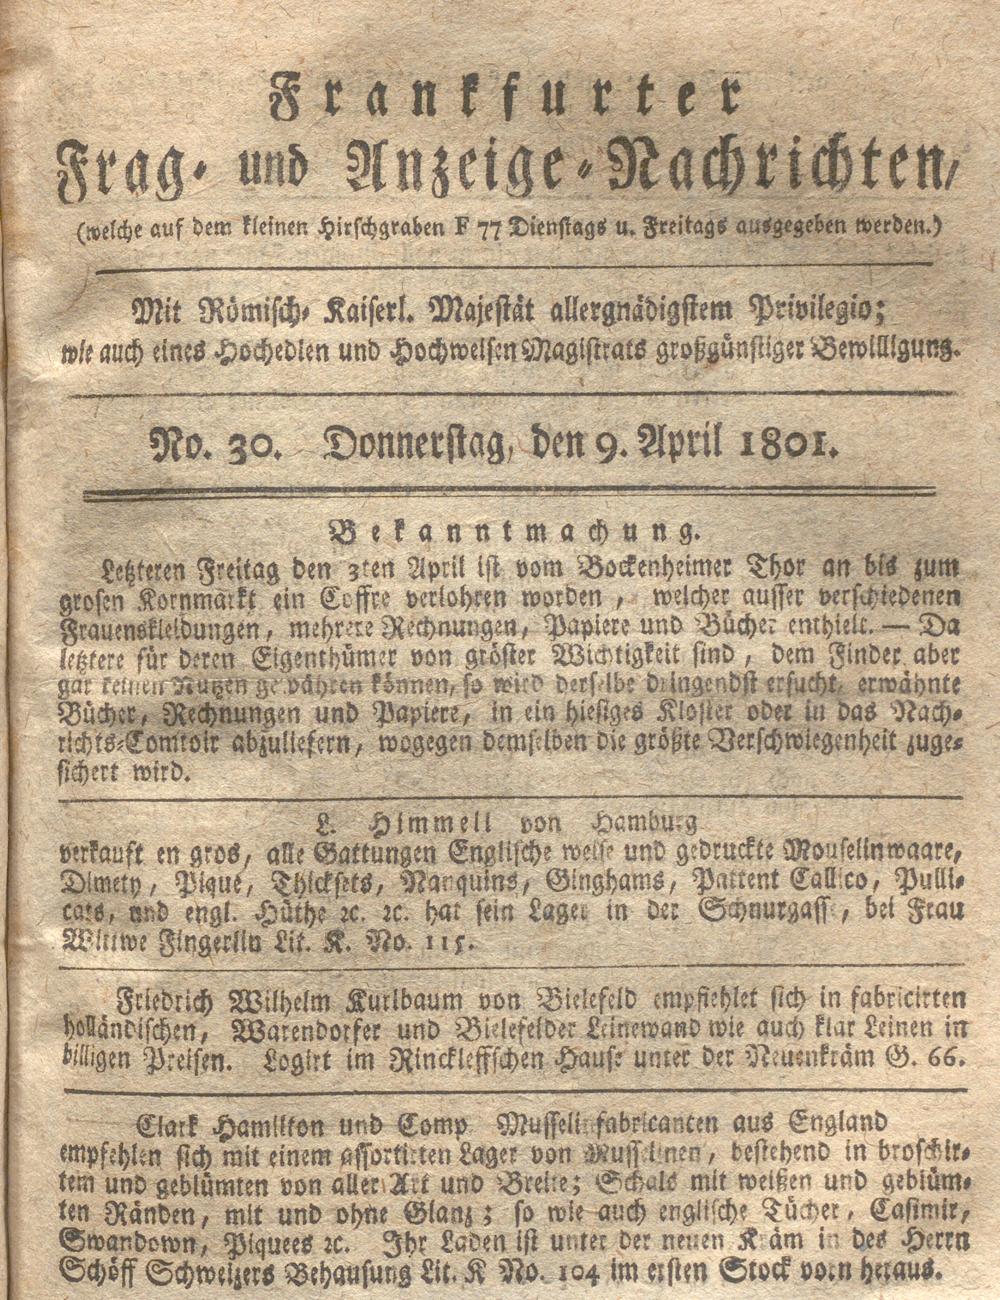 Frankfurter
Frag- und Anzeige-Nachrichten,
(welche auf dem kleinen Hirschgraben F 77 Dienstags u. Freitags ausgegeben werden.)
Mit Römisch- Kaiserl. Majestät allergnädigstem Privilegio;
wie auch eines Hochedlen und Hochweisen Magistrats großgünstiger Bewilligung.
No. 30. Donnerstag, den 9. April 1801.
Bekanntmachung.
Letzteren Freitag den 3ten April ist vom Bockenheimer Thor an bis zum
grosen Kornmarkt ein Coffre verlohren worden, welcher ausser verschiedenen
Frauenskleidungen, mehrere Rechnungen, Papiere und Bücher enthielt. — Da
letztere für deren Eigenthümer von gröster Wichtigkeit sind, dem Finder aber
gar keinen Nutzen gewähren können, so wird derselbe dringendst ersucht, erwähnte
Bücher, Rechnungen und Papiere, in ein hiesiges Kloster oder in das Nach-
richts-Comtoir abzuliefern, wogegen demselben die größte Verschwiegenheit zuge-
sichert wird.
L. Himmell von Hamburg
verkauft en gros, alle Gattungen Englische weise und gedruckte Mouselinwaare,
Dimety, Pique, Thicksets, Nanquins, Ginghams, Pattent Callico, Pulli-
cats, und engl. Hüthe ꝛc. ꝛc. hat sein Lager in der Schnurgasse, bei Frau
Wittwe Fingerlin Lit. K. No. 115.
Friedrich Wilhelm Kurlbaum von Bielefeld empfiehlet sich in fabricirten
holländischen, Warendorfer und Bielefelder Leinewand wie auch klar Leinen in
billigen Preisen. Logirt im Rinckleffschen Hause unter der Neuenkräm G. 66.
Clark Hamilton und Comp Musselinfabricanten aus England
empfehlen sich mit einem assortirten Lager von Musselinen, bestehend in broschir-
tem und geblümten von aller Art und Breite; Schals mit weißen und geblüm-
ten Ränden, mit und ohne Glanz; so wie auch englische Tücher, Casimir,
Swandown, Piquees ꝛc. Ihr Laden ist unter der neuen Kräm in des Herrn
Schöff Schweizers Behausung Lit. K No. 104 im ersten Stock vorn heraus.